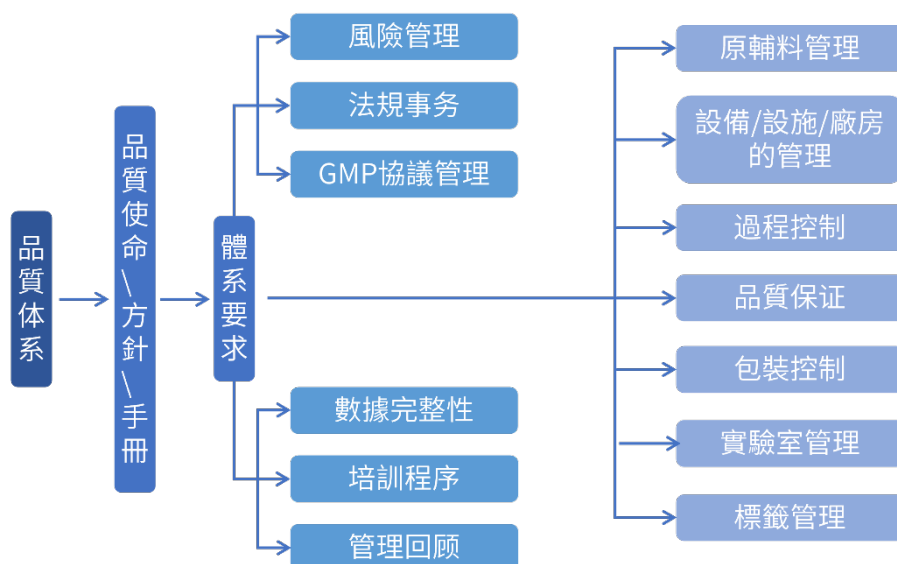 品質体系
品質使命\方針\手冊
體系要求
風險管理
法規事务
GMP協議管理
數據完整性
培訓程序
管理回顾
原輔料管理
設備/設施/廠房
的管理
過程控制
品質保证
包裝控制
實驗室管理
標籤管理